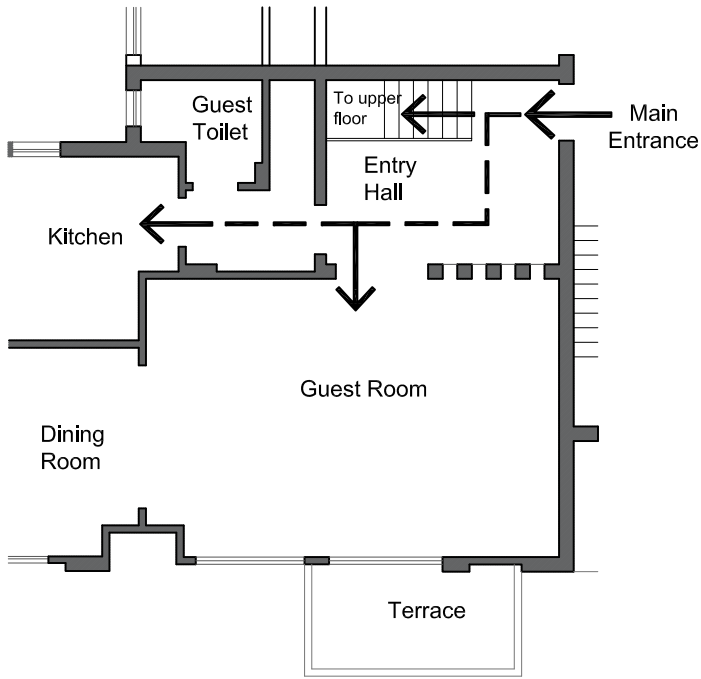 Guest
Toilet
To upper
floor
Main
Entrance
Entry
Hall
Kitchen
Guest Room
Dining
Room
Terrace